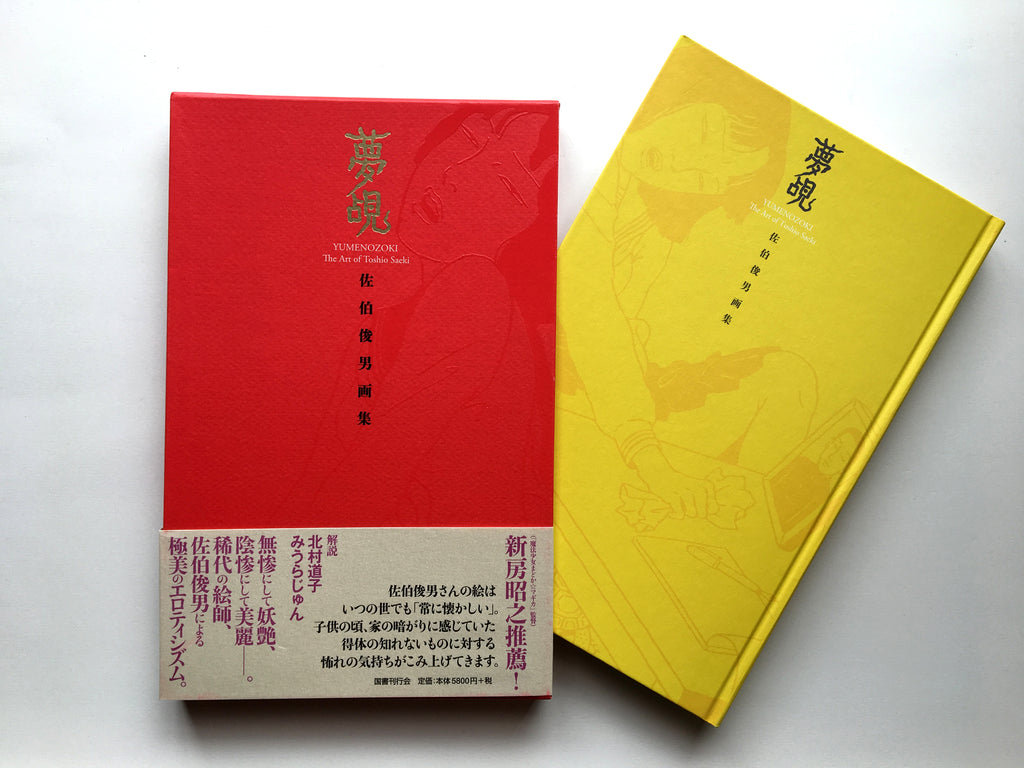 夢覗
YUMENOZOKI
The Art of Toshio Saeki
佐伯俊男画集
新房昭之推薦!
(『魔法少女まどか☆マギカ』監督)
佐伯俊男さんの絵は
いつの世でも「常に懐かしい」。
子供の頃、家の暗がりに感じていた
得体の知れないものに対する
怖れの気持ちがこみ上げてきます。
国書刊行会 定価:本体5800円+税
解説
北村道子
みうらじゅん
無惨にして妖艶、
陰惨にして美麗――。
稀代の絵師、
佐伯俊男による
極美のエロティシズム。
夢覗
YUMENOZOKI
The Art of Toshio Saeki
佐伯俊男画集